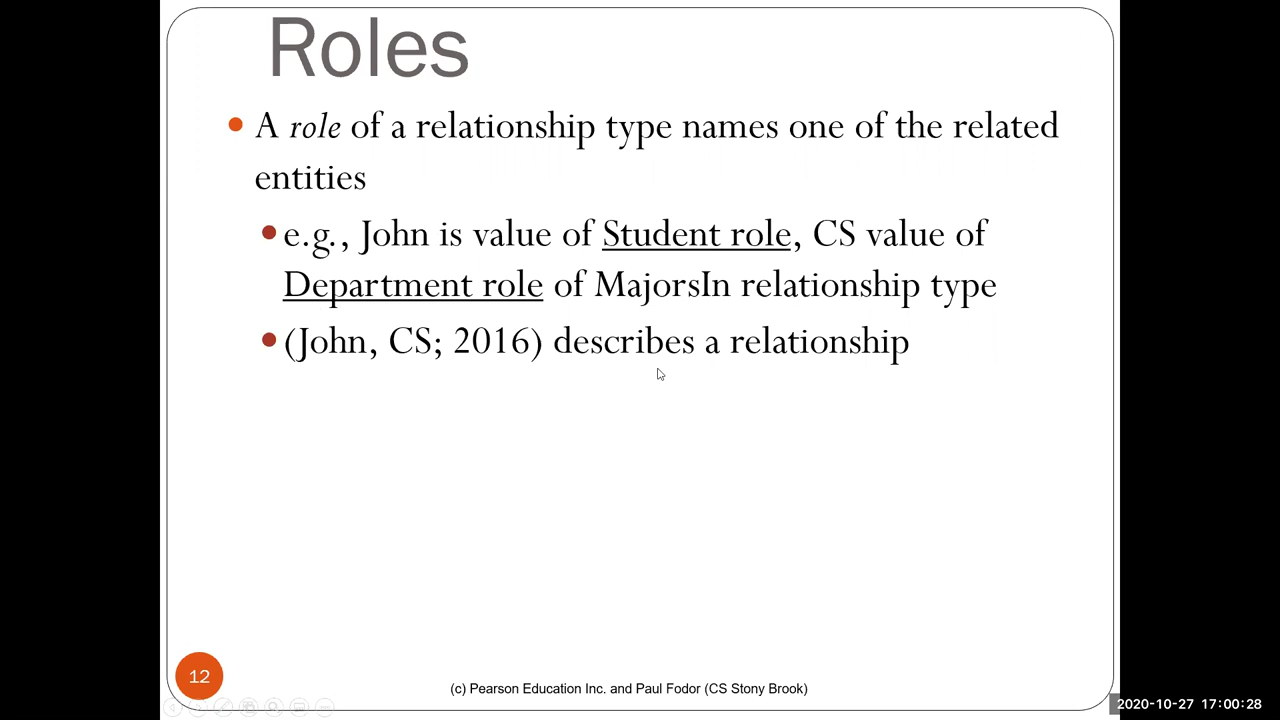 Roles
A role of a relationship type names one of the related
entities
e.g., John is value of Student role, CS value of
Department role of MajorsIn relationship type
(John, CS; 2016) describes a relationship
12
(c) Pearson Education Inc. and Paul Fodor (CS Stony Brook)
2020-10-27 17:00:28